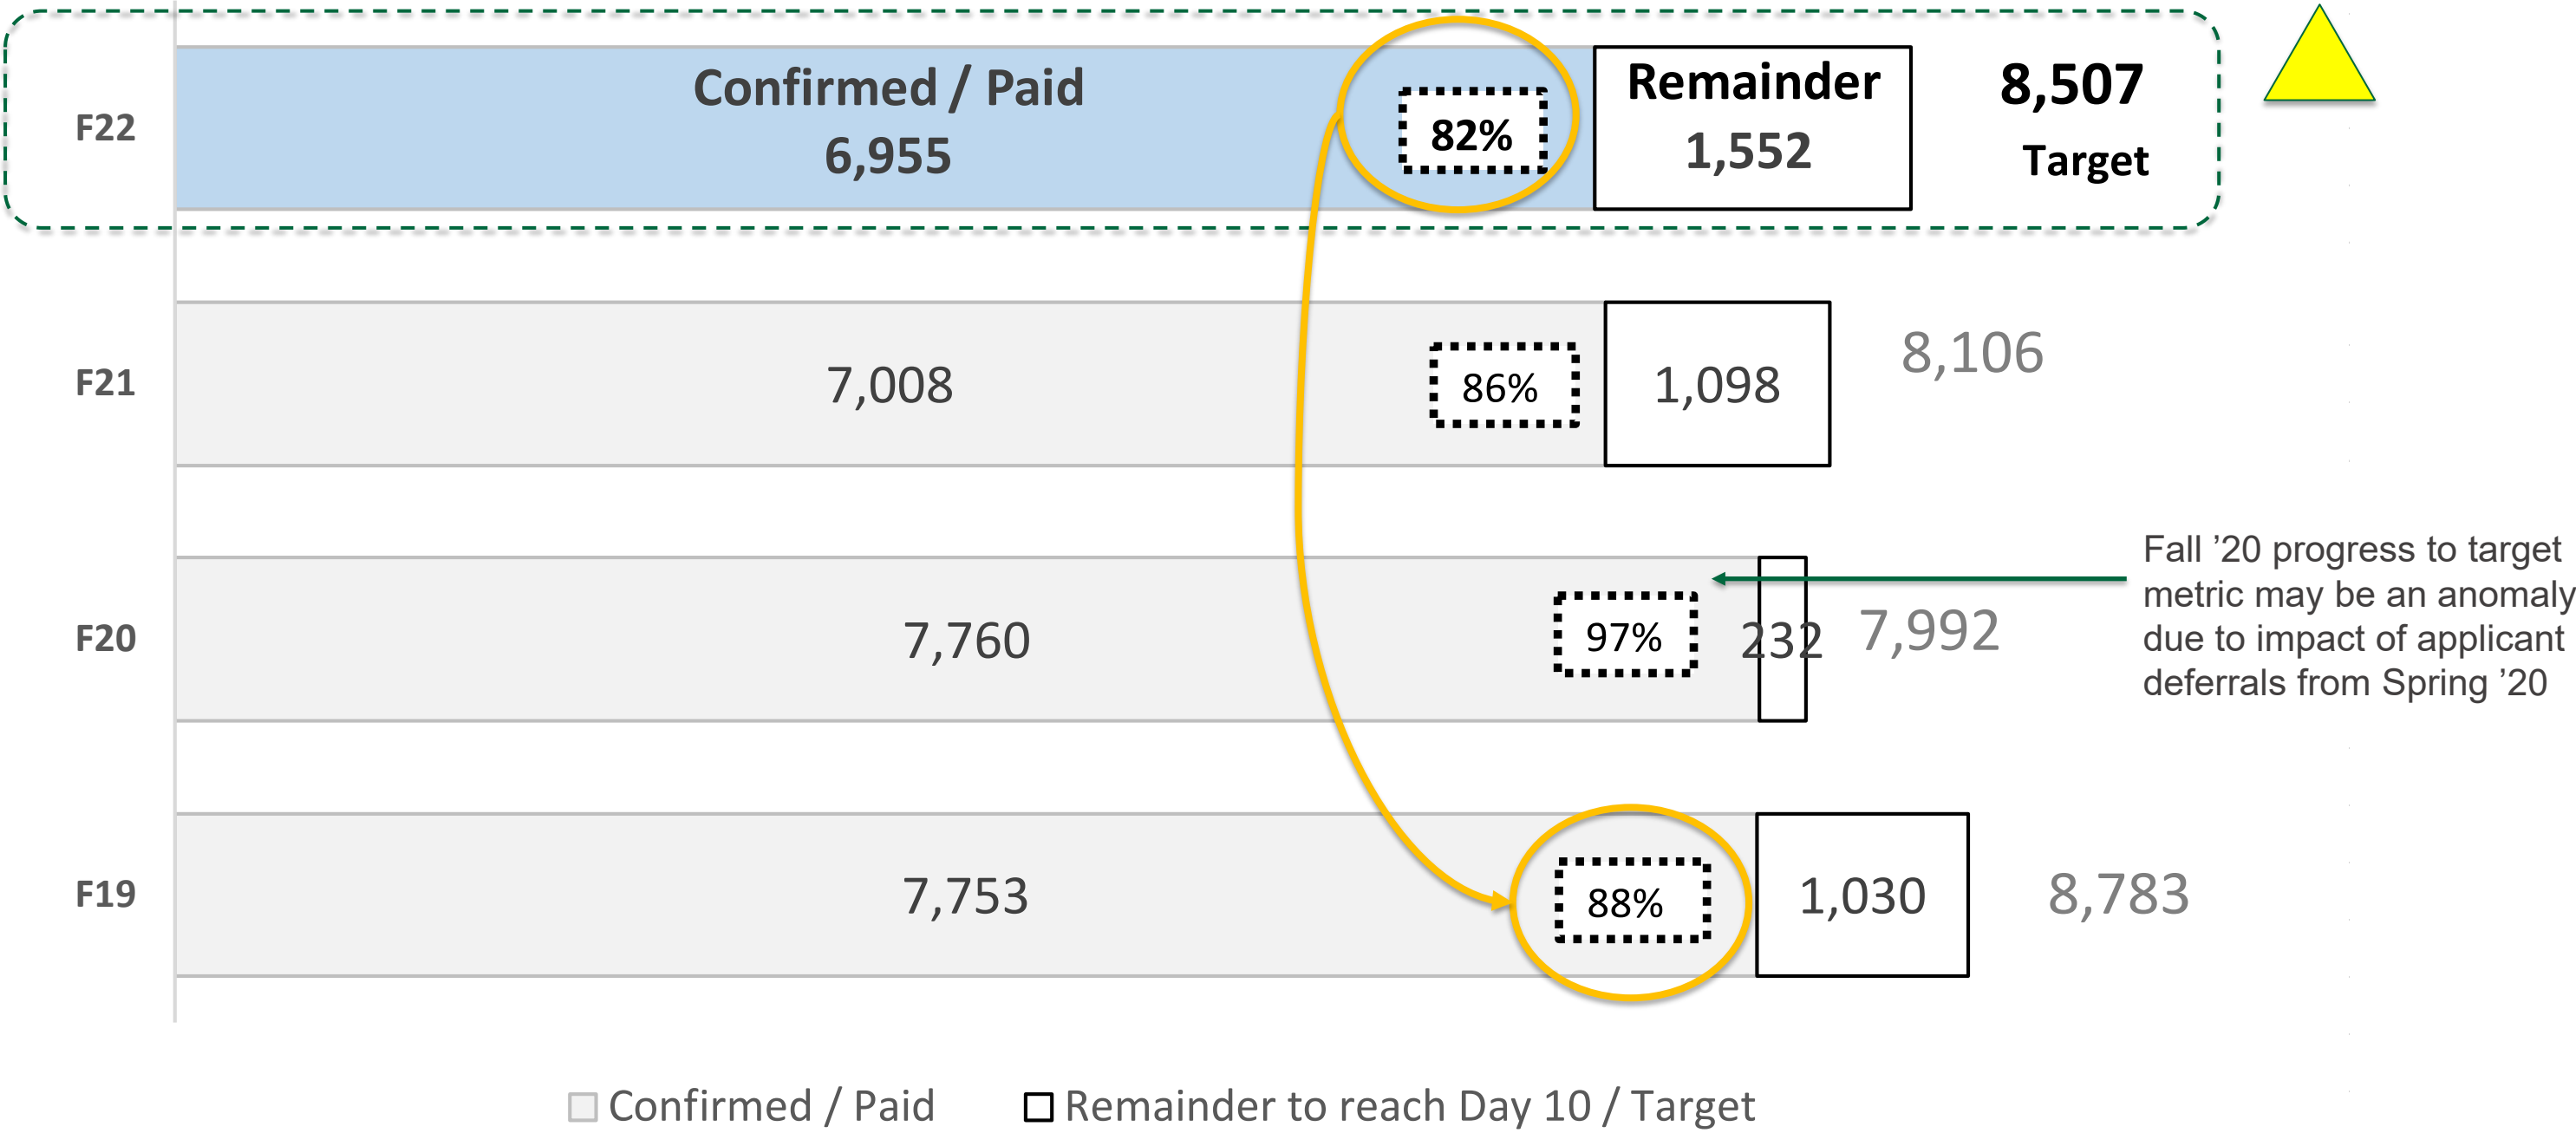 F22
Confirmed / Paid
6,955
82%
Remainder
1,552
8,507
Target
F21
7,008
86%
1,098
8,106
F20
7,760
97%
232
7,992
Fall ’20 progress to target
metric may be an anomaly
due to impact of applicant
deferrals from Spring ’20
F19
7,753
88%
1,030
8,783
Confirmed / Paid
Remainder to reach Day 10 / Target